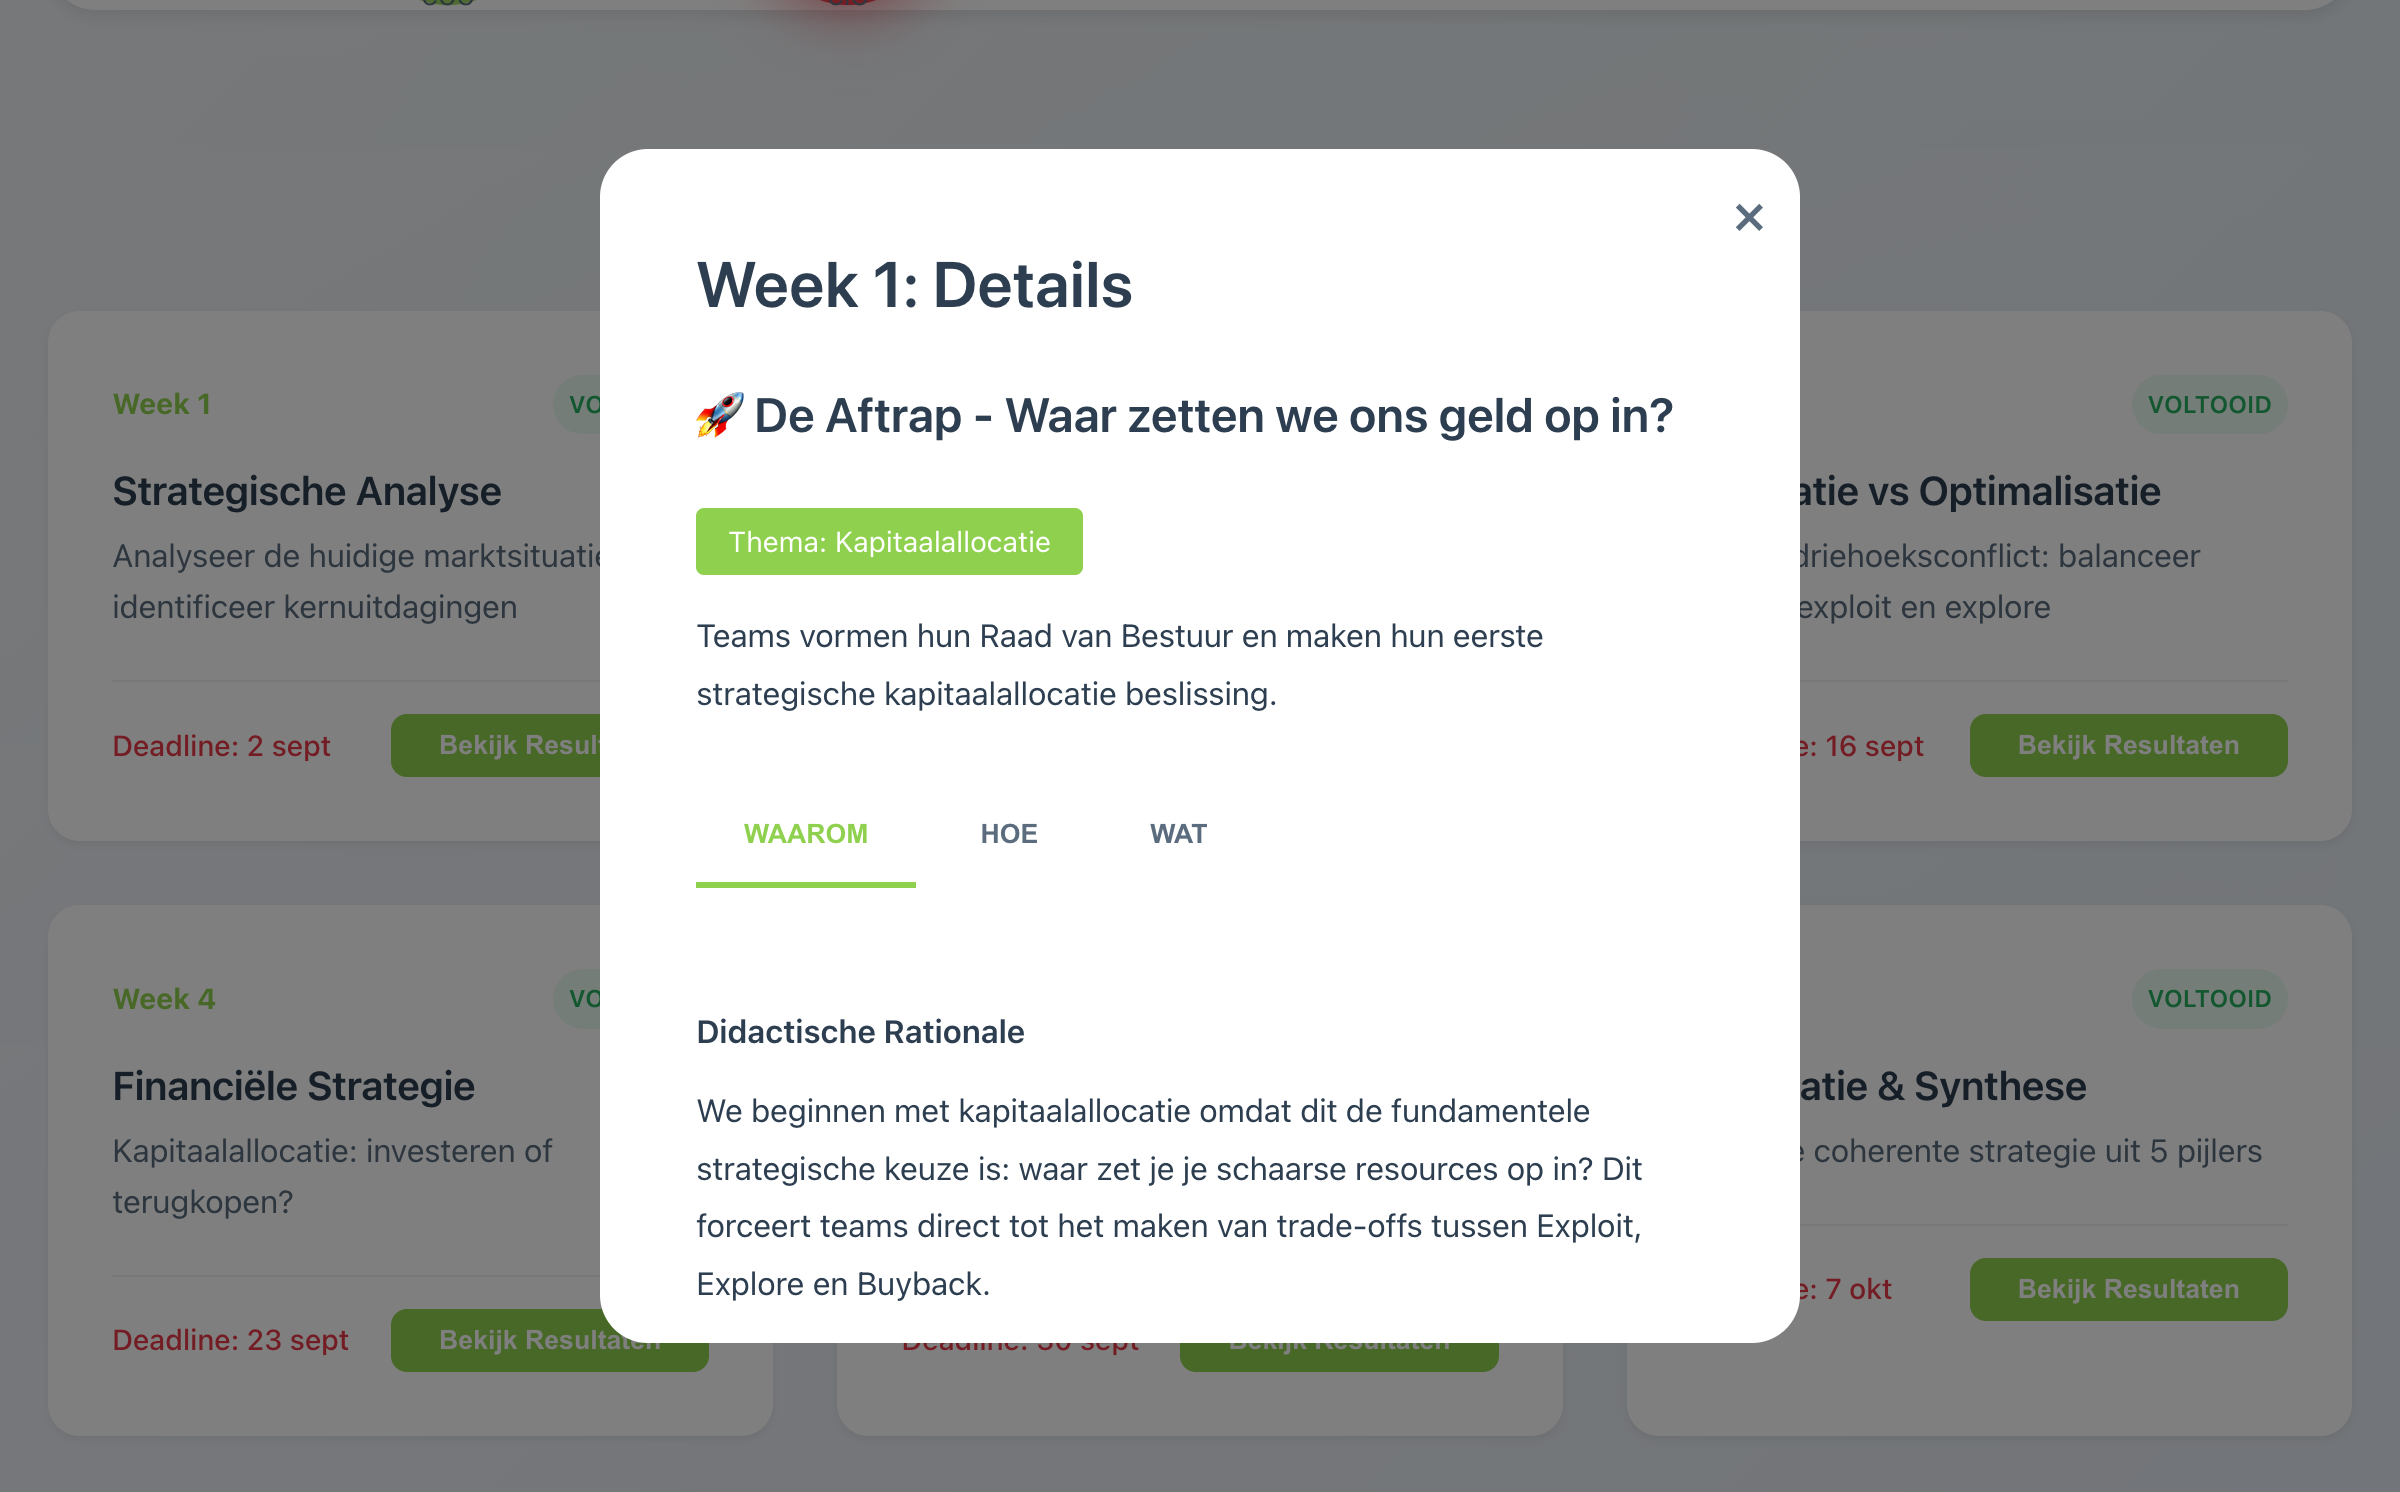 Week 1: Details
🚀 De Aftrap - Waar zetten we ons geld op in?
Thema: Kapitaalallocatie
Teams vormen hun Raad van Bestuur en maken hun eerste
strategische kapitaalallocatie beslissing.
WAAROM HOE WAT
Didactische Rationale
We beginnen met kapitaalallocatie omdat dit de fundamentele
strategische keuze is: waar zet je je schaarse resources op in? Dit
forceert teams direct tot het maken van trade-offs tussen Exploit,
Explore en Buyback.
Week 1
Strategische Analyse
Analyseer de huidige marktsituatie
identificeer kernuitdagingen
Deadline: 2 sept
Bekijk
VOLTOOID
vs Optimalisatie
driehoeksconflict: balanceer
exploit en explore
16 sept
Bekijk Resultaten
Week 4
Financiële Strategie
Kapitaalallocatie: investeren of
terugkopen?
Deadline: 23 sept
Bekijk Resultaten
Deadline: 30 sept
Bekijk Resultaten
VOLTOOID
& Synthese
coherente strategie uit 5 pijlers
7 okt
Bekijk Resultaten